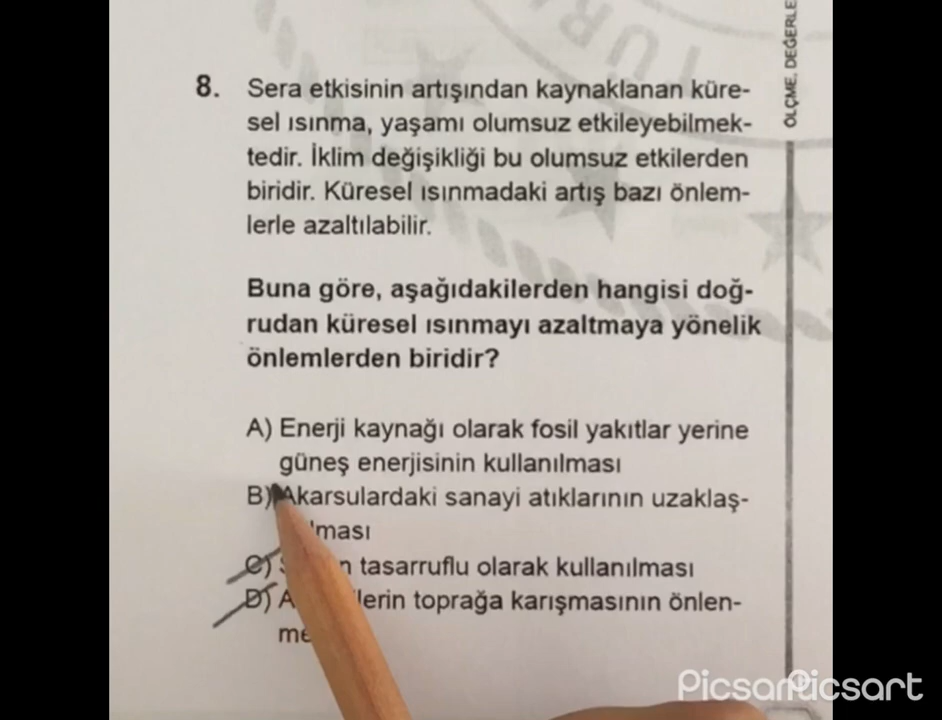 8. Sera etkisinin artışından kaynaklanan küre-
sel ısınma, yaşamı olumsuz etkileyebilmek-
tedir. İklim değişikliği bu olumsuz etkilerden
biridir. Küresel ısınmadaki artış bazı önlem-
lerle azaltılabilir.
Buna göre, aşağıdakilerden hangisi doğ-
rudan küresel ısınmayı azaltmaya yönelik
önlemlerden biridir?
A) Enerji kaynağı olarak fosil yakıtlar yerine
güneş enerjisinin kullanılması
B) Akarsulardaki sanayi atıklarının uzaklaş-
ması
C) tasarruflu olarak kullanılması
D) toprağa karışmasının önlen-
ÖLÇME, DEĞERLE
TÜR
Picsart
Picsart